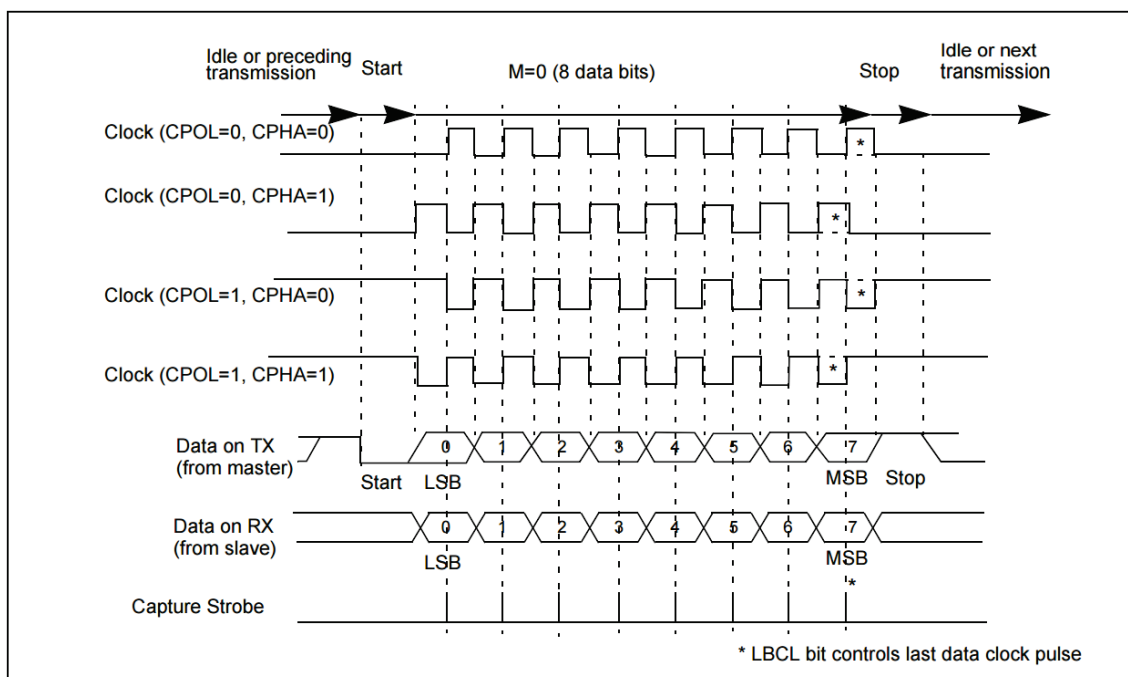 Idle or preceding
transmission
Start
M=0 (8 data bits)
Stop
Idle or next
transmission
Clock (CPOL=0, CPHA=0)
*
Clock (CPOL=0, CPHA=1)
*
Clock (CPOL=1, CPHA=0)
*
Clock (CPOL=1, CPHA=1)
*
Data on TX
(from master)
0 1 2 3 4 5 6 7
Start LSB MSB Stop
Data on RX
(from slave)
0 1 2 3 4 5 6 7
LSB MSB
*
Capture Strobe
* LBCL bit controls last data clock pulse